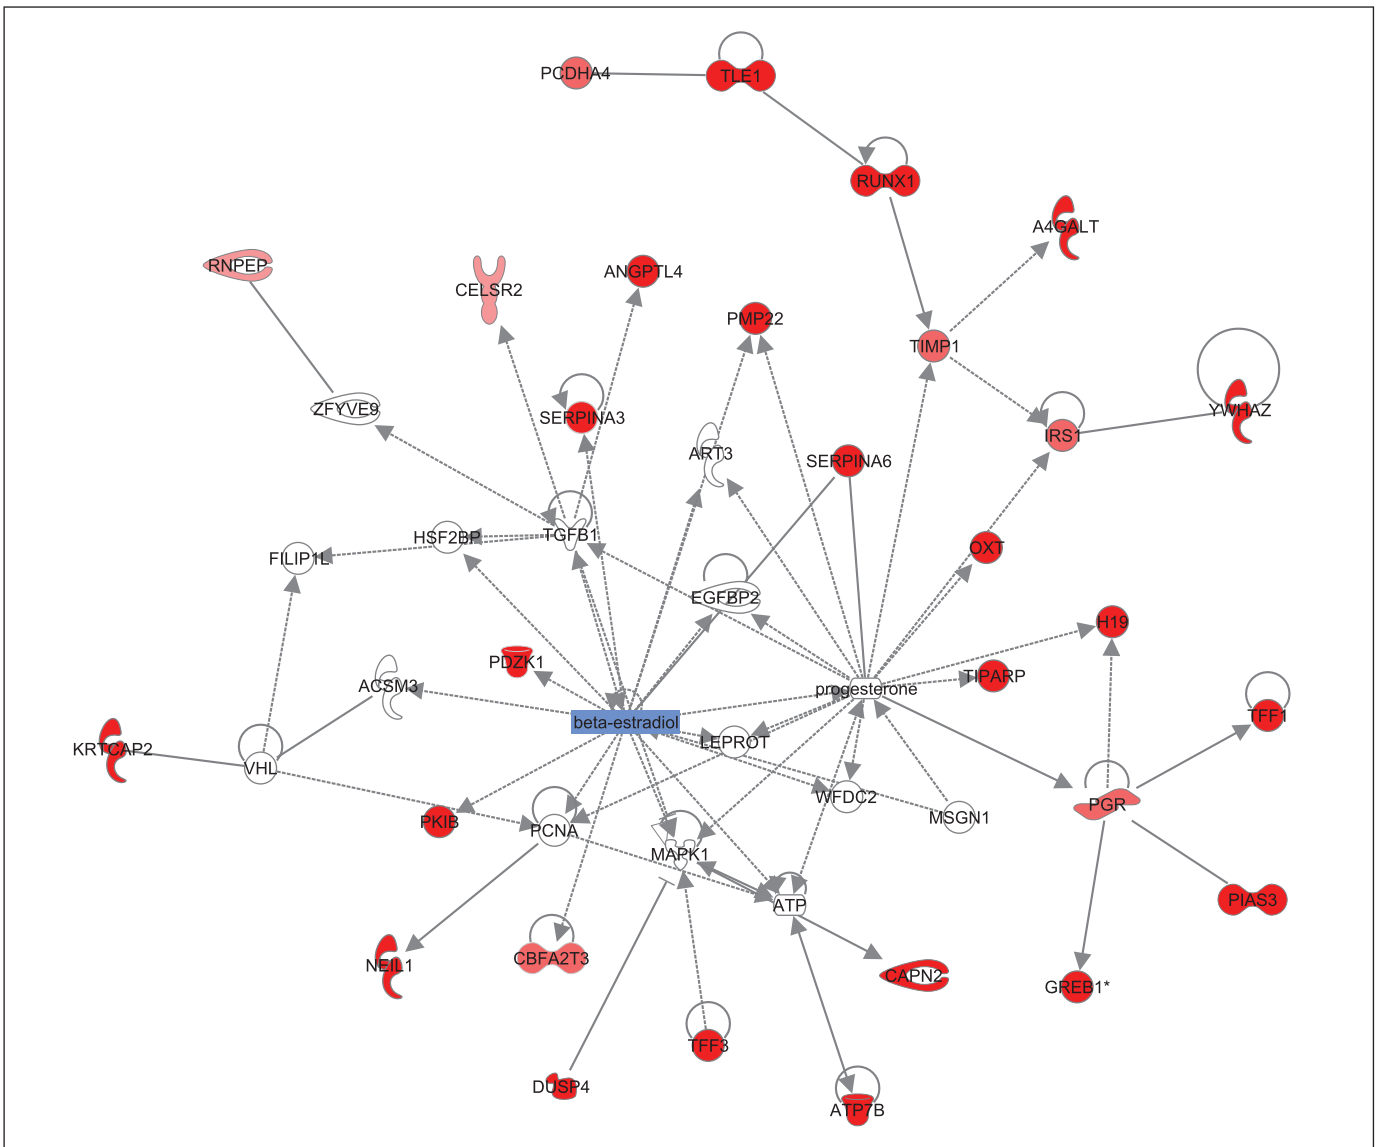 PCDHA4
TLE1
RUNX1
A4GALT
RNPEP
CELSR2
ANGPTL4
PMP22
TIMP1
ZFYVE9
SERPINA3
YWHAZ
IRS1
ART3
SERPINA6
HSF2BP
TGFB1
FILIP1L
OXT
EGFBP2
H19
PDZK1
TIPARP
ACSM3
progesterone
beta-estradiol
TFF1
LEPROT
KRTCAP2
VHL
WFDC2
PGR
MSGN1
PKIB
PCNA
MAPK1
ATP
PIAS3
NEIL1
CBFA2T3
CAPN2
GREB1*
TFF3
DUSP4
ATP7B